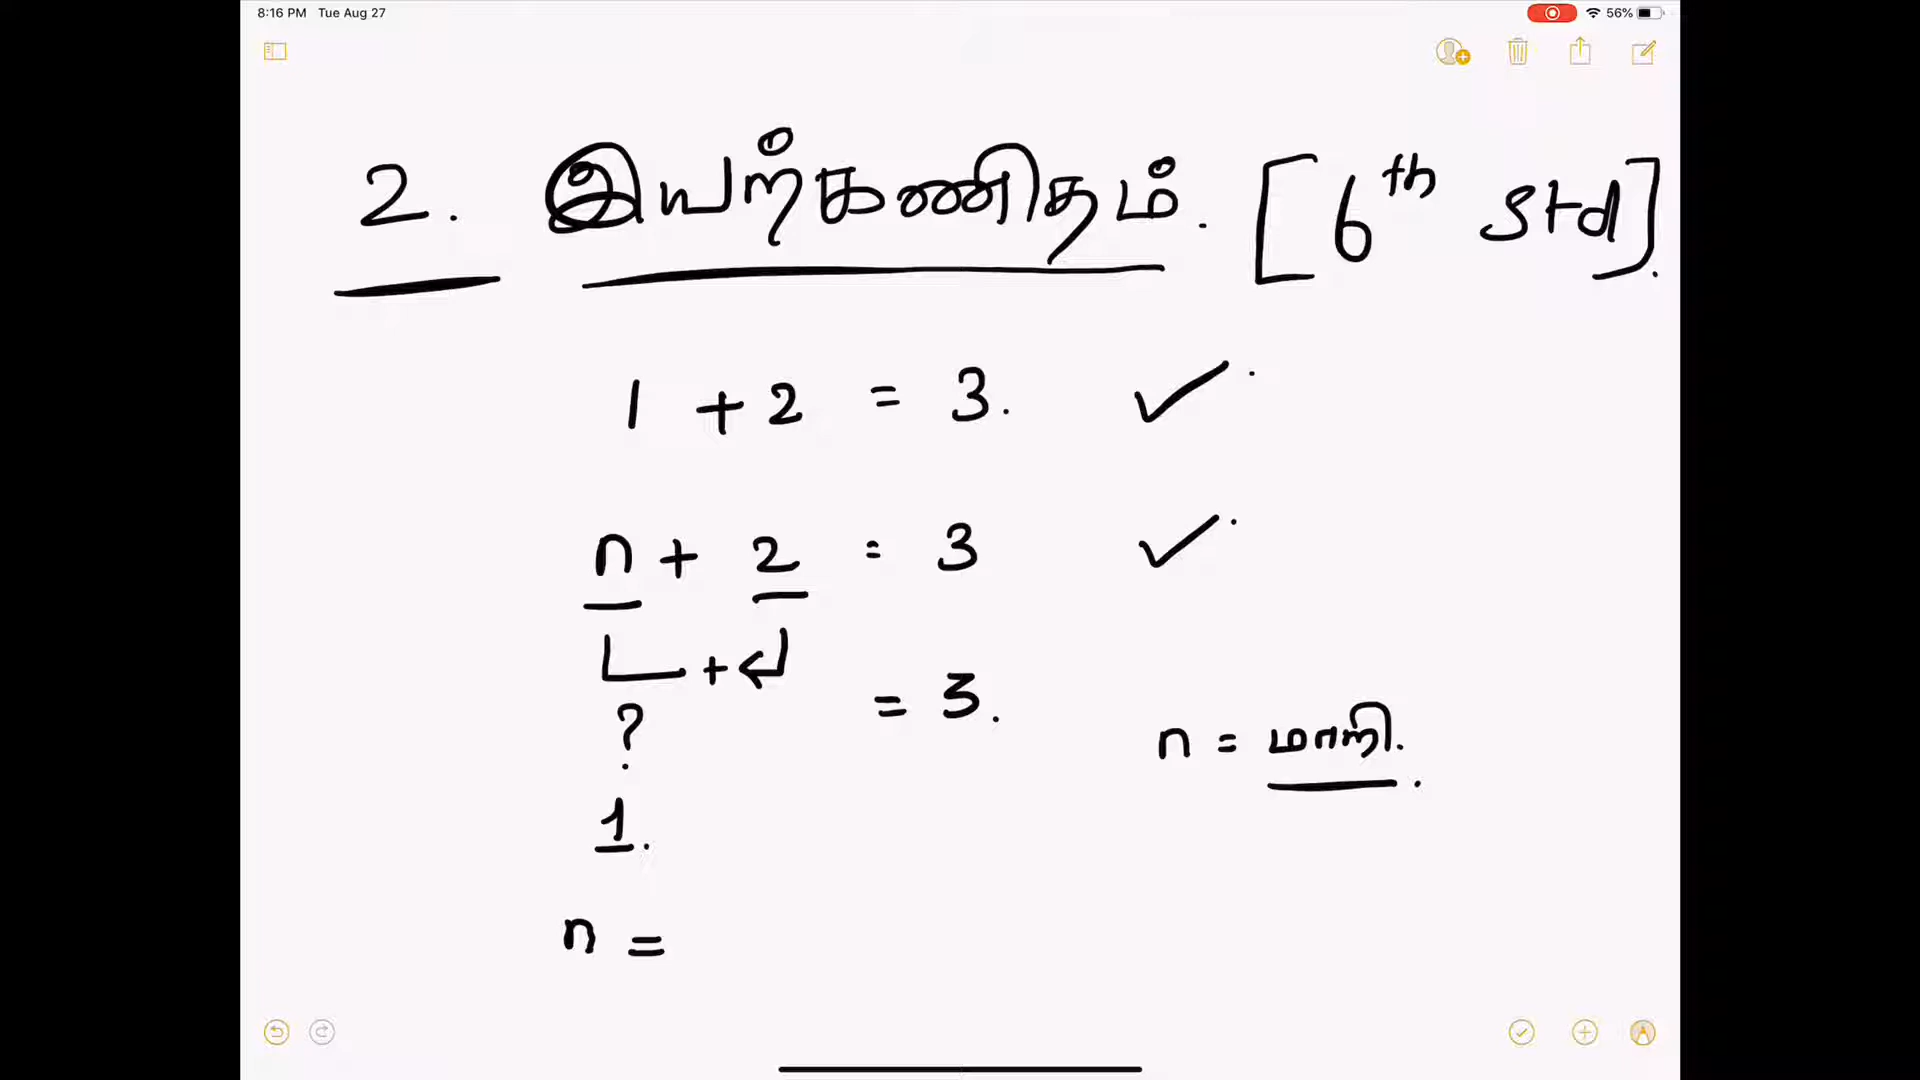 8:16 PM Tue Aug 27 56%
2. இயற்கணிதம். [6th std].
1 + 2 = 3.
n + 2 = 3
+
= 3.
?
n = மாறி.
1.
n =